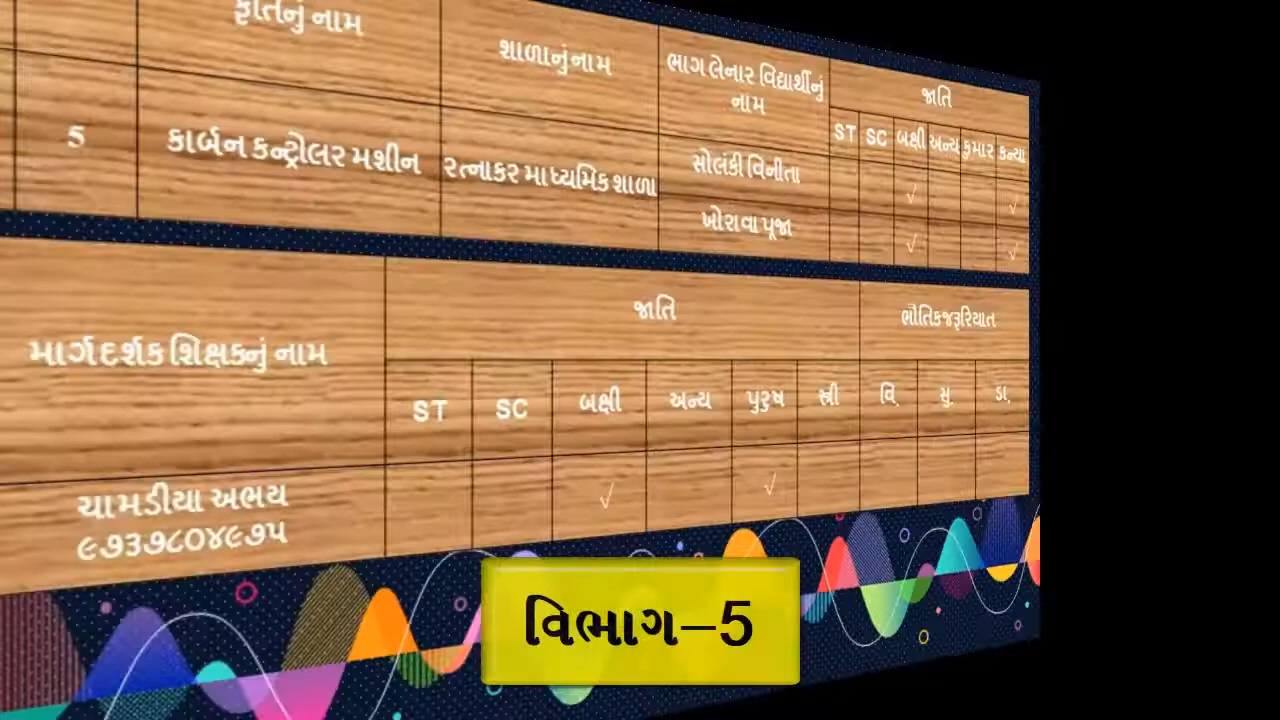 કૃતિનું નામ
શાળાનું નામ
ભાગ લેનાર વિદ્યાર્થીનું
નામ
જાતિ
ST SC બક્ષી અન્ય કુમાર કન્યા
5 કાર્બન કન્ટ્રોલર મશીન રત્નાકર માધ્યમિક શાળા
સોલંકી વિનીતા √ √
ખોરાવા પૂજા √ √
માર્ગદર્શક શિક્ષકનું નામ
જાતિ
ભૌતિક જરૂરિયાત
ST SC બક્ષી અન્ય પુરુષ સ્ત્રી વિ. સુ. ડા.
ચામડીયા અભય √ √
૯૭૩૭૮૦૪૯૭૫
વિભાગ–5